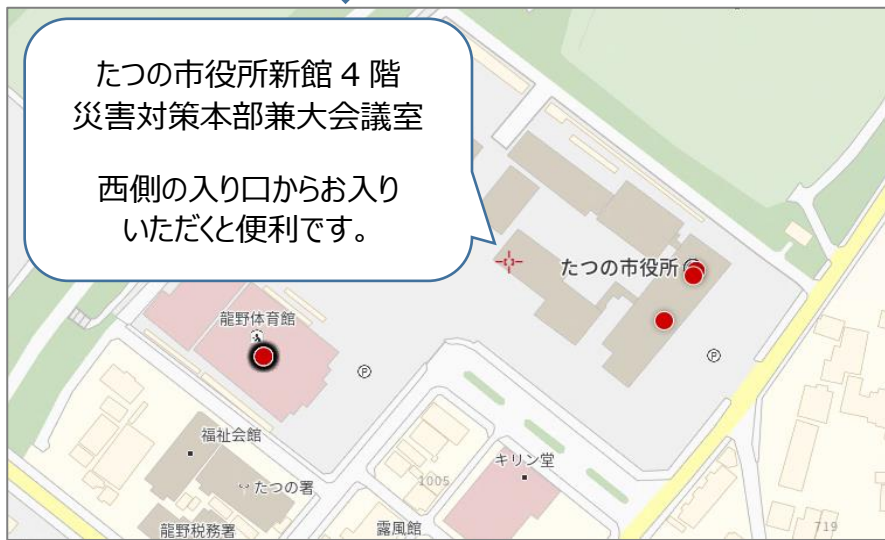 たつの市役所新館 4 階
災害対策本部兼大会議室
西側の入り口からお入り
いただくと便利です。
たつの市役所
龍野体育館
Ⓟ
Ⓟ
福祉会館
キリン堂
たつの署
1005
龍野税務署
露風館
719